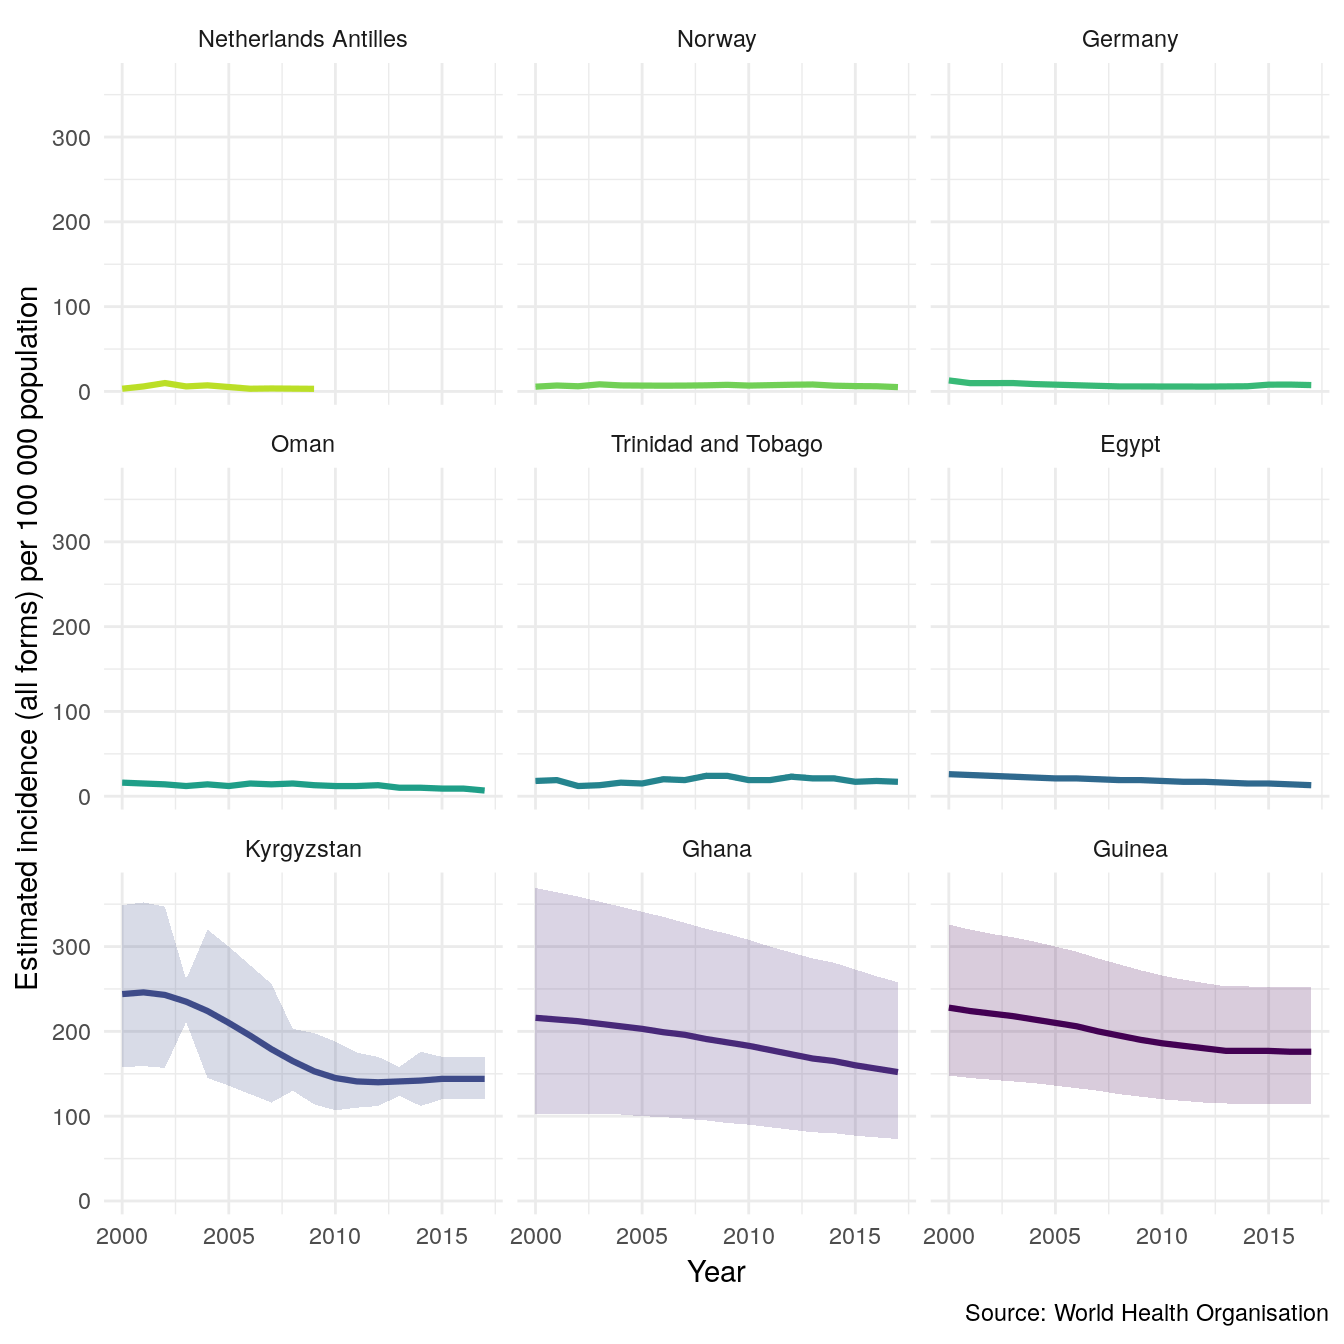 Netherlands Antilles Norway Germany
300
200
100
0
Oman Trinidad and Tobago Egypt
300
200
100
0
Kyrgyzstan Ghana Guinea
300
200
100
0
2000 2005 2010 2015 2000 2005 2010 2015 2000 2005 2010 2015
Year
Estimated incidence (all forms) per 100 000 population
Source: World Health Organisation